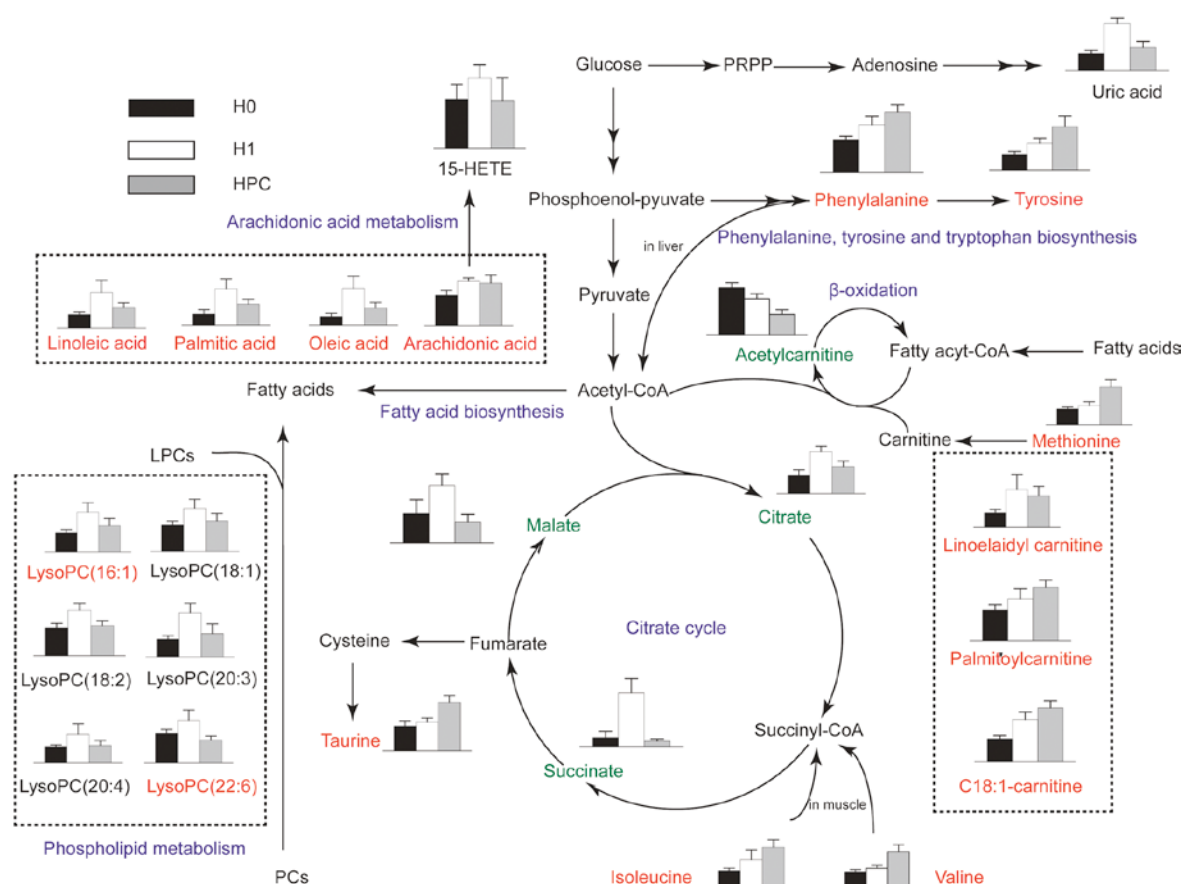 Glucose
PRPP
Adenosine
Uric acid
H0
H1
HPC
15-HETE
Phosphoenol-pyuvate
Phenylalanine
Tyrosine
Arachidonic acid metabolism
in liver
Phenylalanine, tyrosine and tryptophan biosynthesis
Pyruvate
β-oxidation
Linoleic acid
Palmitic acid
Oleic acid
Arachidonic acid
Acetylcarnitine
Fatty acyt-CoA
Fatty acids
Fatty acids
Acetyl-CoA
Fatty acid biosynthesis
Carnitine
Methionine
LPCs
Malate
Citrate
Linoelaidyl carnitine
LysoPC(16:1)
LysoPC(18:1)
Cysteine
Fumarate
Citrate cycle
Palmitoylcarnitine
LysoPC(18:2)
LysoPC(20:3)
Taurine
Succinyl-CoA
Succinate
LysoPC(20:4)
LysoPC(22:6)
C18:1-carnitine
in muscle
Phospholipid metabolism
PCs
Isoleucine
Valine